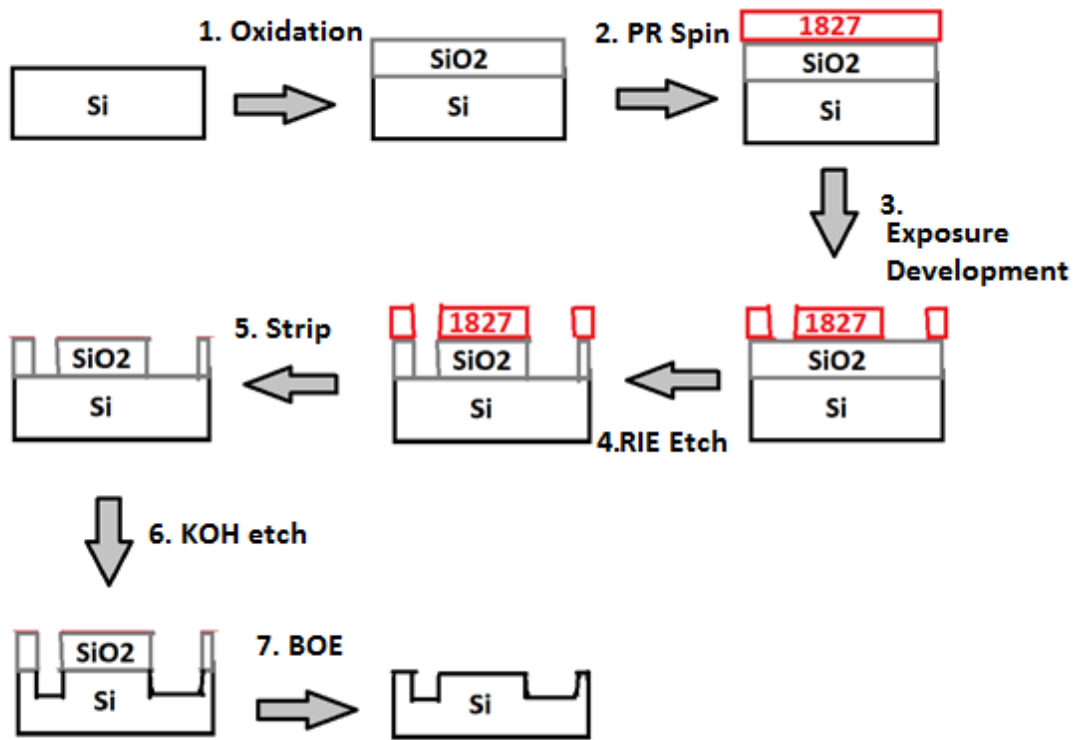 1. Oxidation
2. PR Spin
Si
SiO2
Si
1827
SiO2
Si
3.
Exposure
Development
1827
SiO2
Si
4.RIE Etch
1827
SiO2
Si
5. Strip
SiO2
Si
6. KOH etch
SiO2
Si
7. BOE
Si